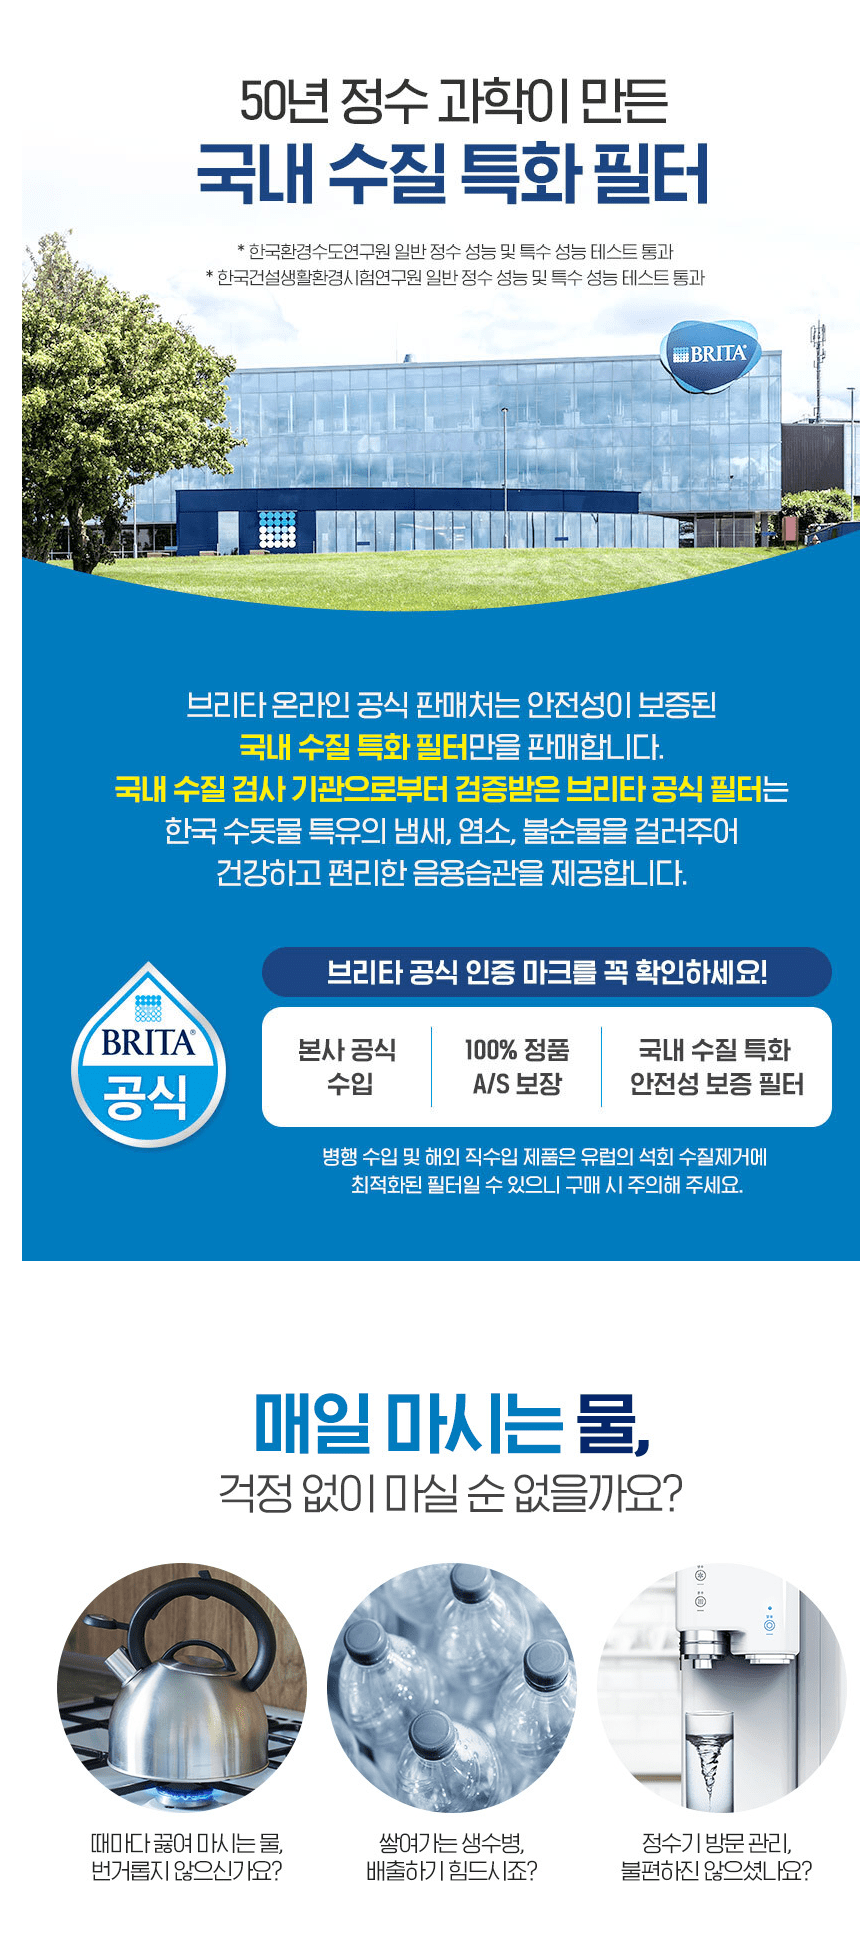 50년 정수 과학이 만든
국내 수질 특화 필터
* 한국환경수도연구원 일반 정수 성능 및 특수 성능 테스트 통과
* 한국건설생활환경시험연구원 일반 정수 성능 및 특수 성능 테스트 통과
BRITA
브리타 온라인 공식 판매처는 안전성이 보증된
국내 수질 특화 필터만을 판매합니다.
국내 수질 검사 기관으로부터 검증받은 브리타 공식 필터는
한국 수돗물 특유의 냄새, 염소, 불순물을 걸러주어
건강하고 편리한 음용습관을 제공합니다.
브리타 공식 인증 마크를 꼭 확인하세요!
BRITA®
공식
본사 공식
수입
100% 정품
A/S 보장
국내 수질 특화
안전성 보증 필터
병행 수입 및 해외 직수입 제품은 유럽의 석회 수질제거에
최적화된 필터일 수 있으니 구매 시 주의해 주세요.
매일 마시는 물,
걱정 없이 마실 순 없을까요?
때마다 끓여 마시는 물,
번거롭지 않으신가요?
쌓여가는 생수병,
배출하기 힘드시죠?
정수기 방문 관리,
불편하진 않으셨나요?